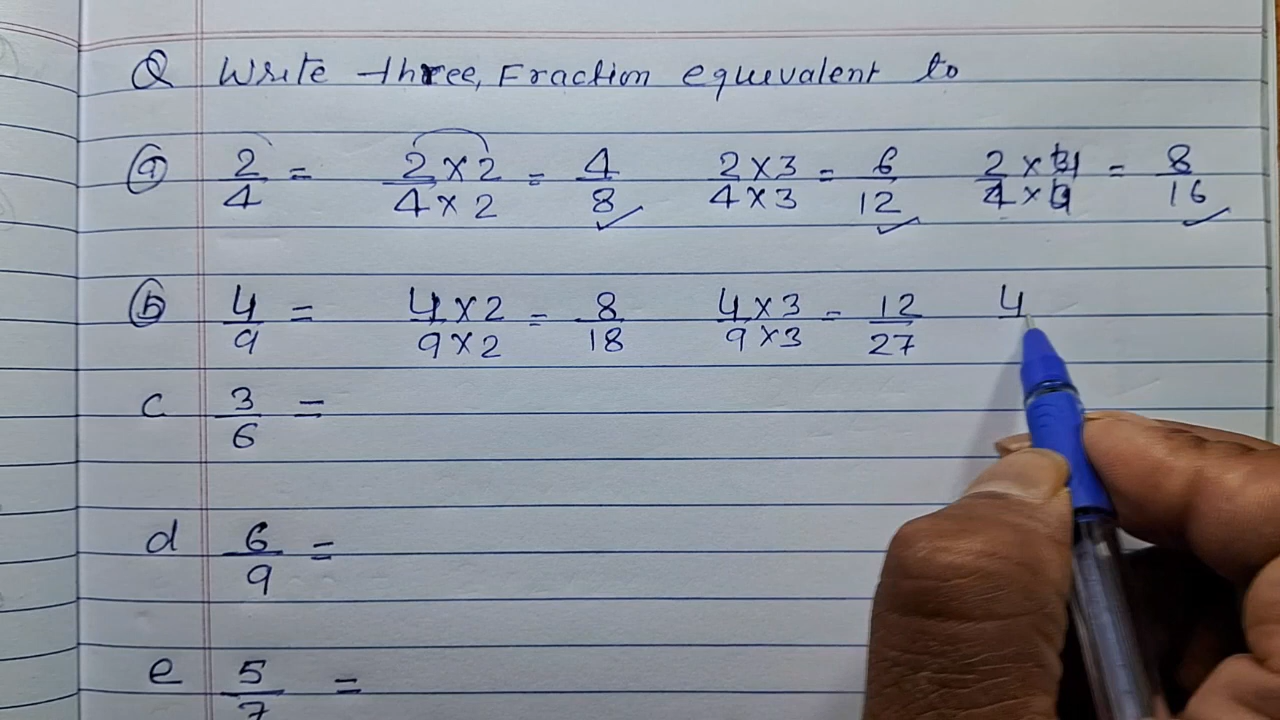 Q Write three, Fraction equivalent to
(a) 2/4 = 2 × 2 / 4 × 2 = 4/8 ✓ 2 × 3 / 4 × 3 = 6/12 ✓ 2 × 4 / 4 × 4 = 8/16 ✓
(b) 4/9 = 4 × 2 / 9 × 2 = 8/18 4 × 3 / 9 × 3 = 12/27 4
c 3/6 =
d 6/9 =
e 5/7 =